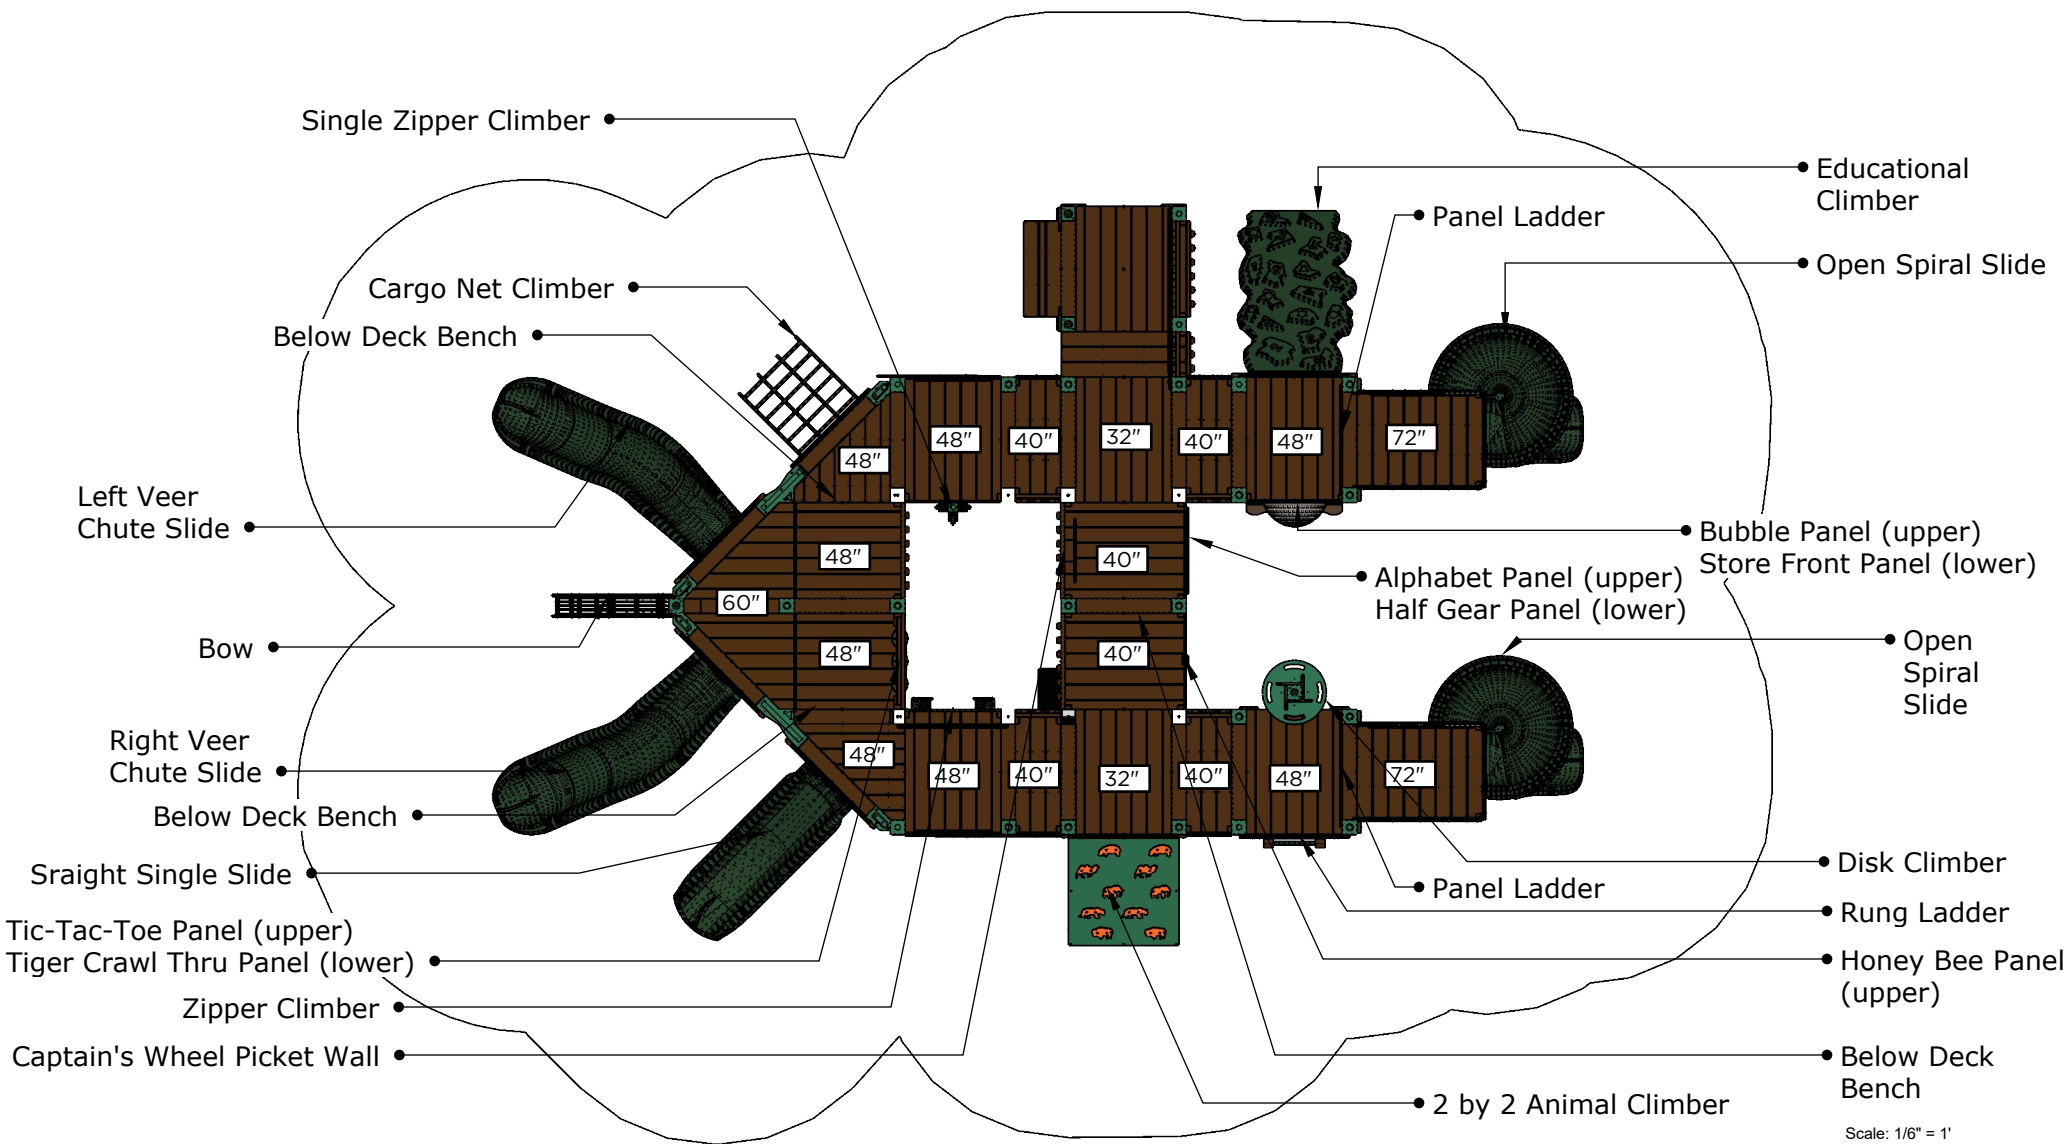 Single Zipper Climber
Educational
Climber
Panel Ladder
Open Spiral Slide
Cargo Net Climber
Below Deck Bench
48"
40"
32"
40"
48"
72"
48"
Left Veer
Chute Slide
Bubble Panel (upper)
Store Front Panel (lower)
48"
40"
Alphabet Panel (upper)
Half Gear Panel (lower)
60"
Bow
48"
40"
Open
Spiral
Slide
Right Veer
Chute Slide
48"
48"
40"
32"
40"
48"
72"
Below Deck Bench
Sraight Single Slide
Disk Climber
Panel Ladder
Rung Ladder
Tic-Tac-Toe Panel (upper)
Tiger Crawl Thru Panel (lower)
Honey Bee Panel
(upper)
Zipper Climber
Captain's Wheel Picket Wall
Below Deck
Bench
2 by 2 Animal Climber
Scale: 1/6" = 1'